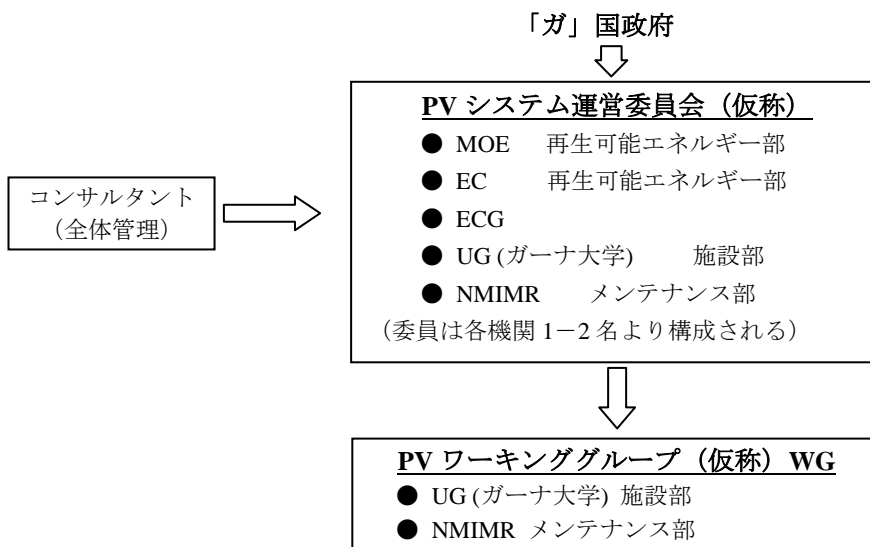 「ガ」国政府
PV システム運営委員会(仮称)
● MOE 再生可能エネルギー部
● EC 再生可能エネルギー部
● ECG
● UG (ガーナ大学) 施設部
● NMIMR メンテナンス部
(委員は各機関 1－2 名より構成される)
コンサルタント
(全体管理)
PV ワーキンググループ(仮称)WG
● UG (ガーナ大学) 施設部
● NMIMR メンテナンス部